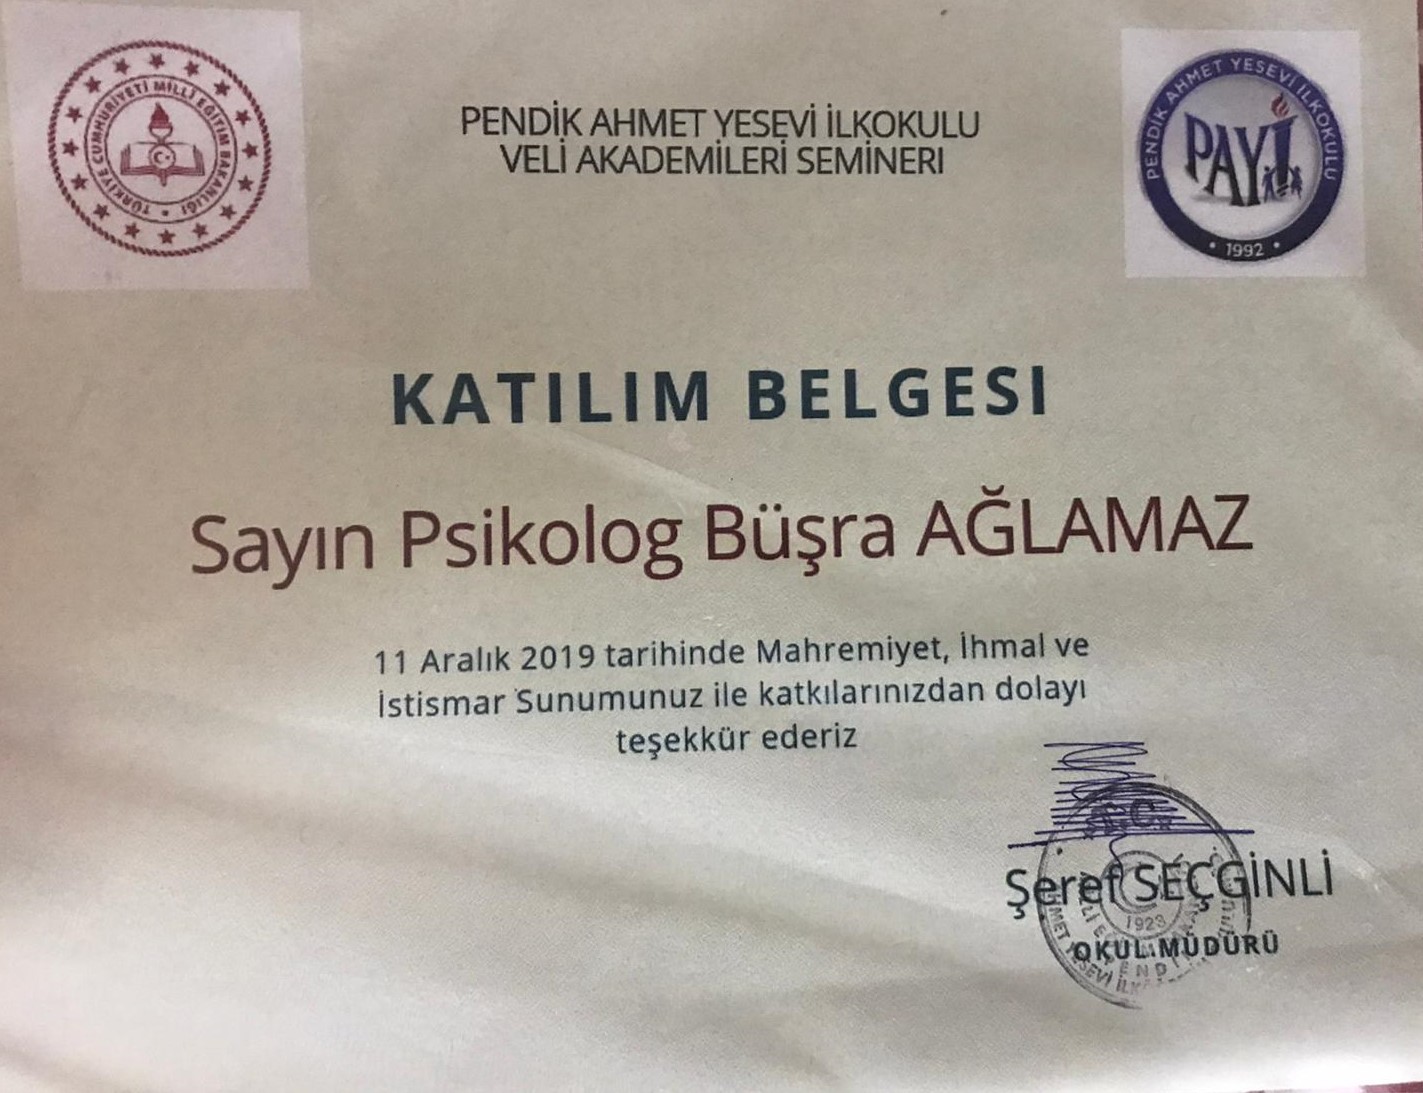 TÜRKİYE CUMHURİYETİ MİLLÎ EĞİTİM BAKANLIĞI
PENDİK AHMET YESEVİ İLKOKULU
VELİ AKADEMİLERİ SEMİNERI
PENDİK AHMET YESEVİ İLKOKULU
PAYİ
1992
KATILIM BELGESI
Sayın Psikolog Büşra AĞLAMAZ
11 Aralık 2019 tarihinde Mahremiyet, İhmal ve
İstismar Sunumunuz ile katkılarınızdan dolayı
teşekkür ederiz
T.C.
Şeref SEÇGİNLİ
1923
OKUL MÜDÜRÜ